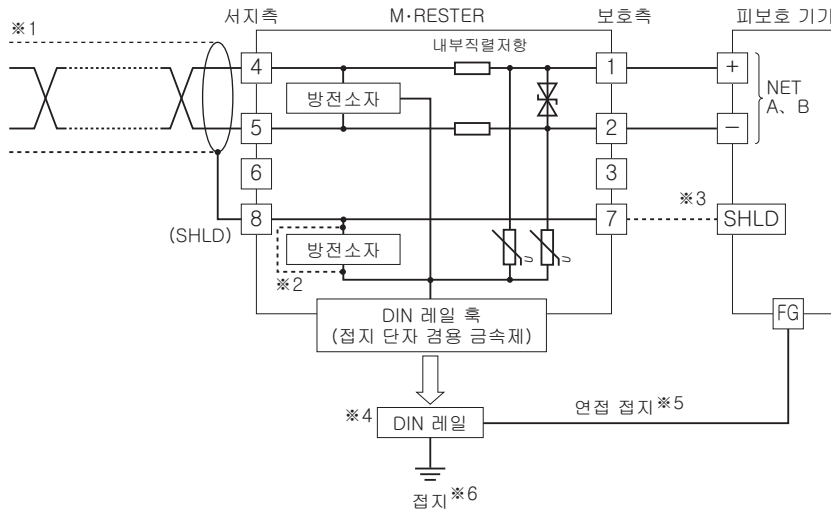 ※1
서지측
M·RESTER
보호측
피보호 기기
내부직렬저항
4
1
+
방전소자
NET
A、B
5
2
−
6
3
※3
8
7
SHLD
(SHLD)
방전소자
U
U
※2
DIN 레일 훅
(접지 단자 겸용 금속제)
FG
※4
DIN 레일
연접 접지※5
접지※6